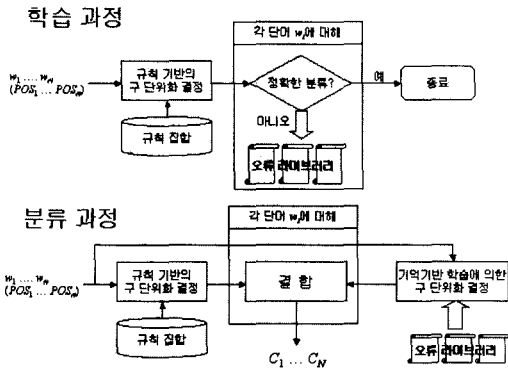 학습 과정
각 단어 wᵢ에 대해
w₁ .... wₙ
(POS₁ ... POSₙ)
규칙 기반의
구 단위화 결정
정확한 분류?
예
종료
아니오
규칙 집합
오류 라이브러리
분류 과정
각 단어 wᵢ에 대해
w₁ .... wₙ
(POS₁ ... POSₙ)
규칙 기반의
구 단위화 결정
결 합
기억기반 학습에 의한
구 단위화 결정
규칙 집합
C₁ ... C_N
오류 라이브러리